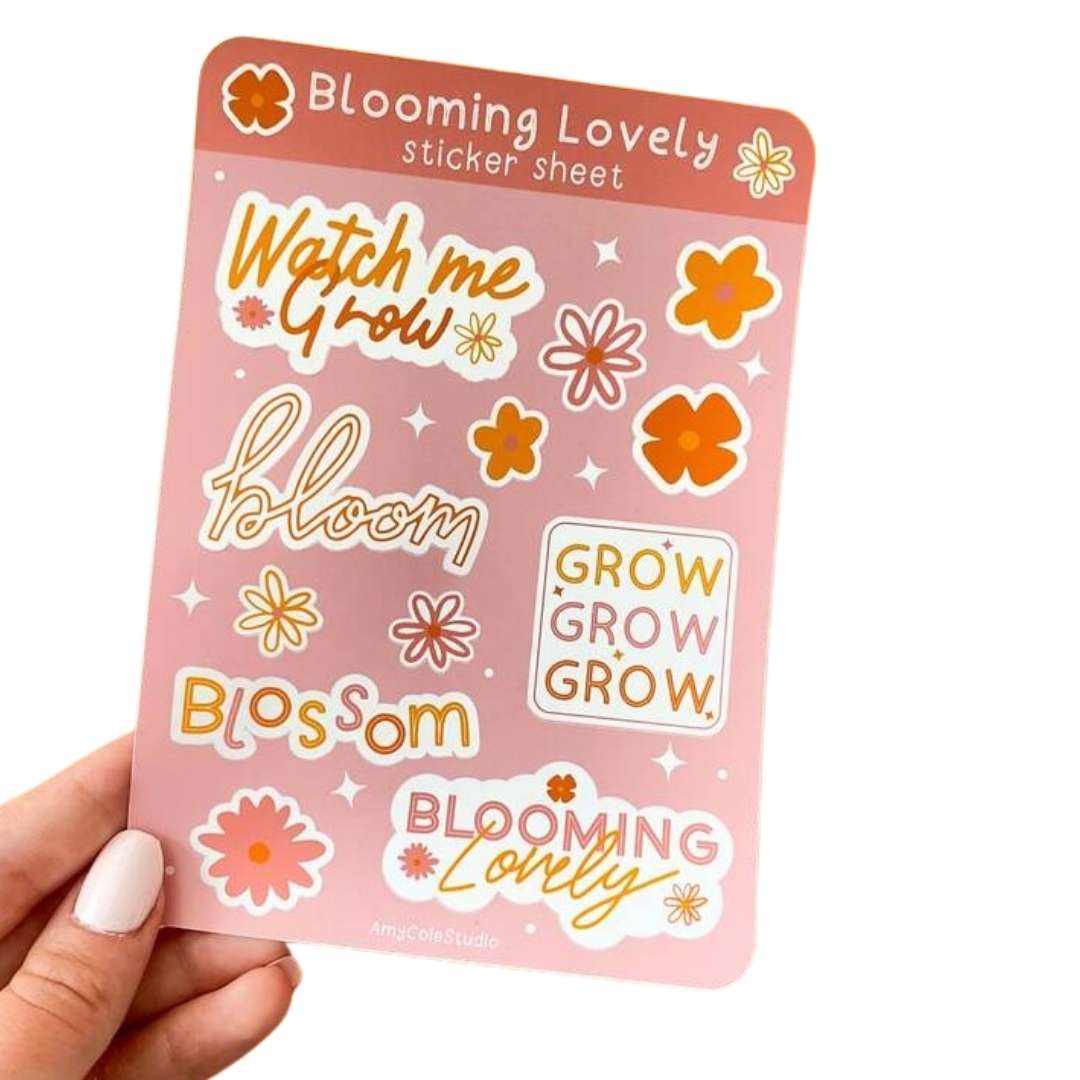 Blooming Lovely
sticker sheet
Watch me
Grow
bloom
GROW
GROW
GROW
Blossom
BLOOMING
Lovely
AmyColeStudio